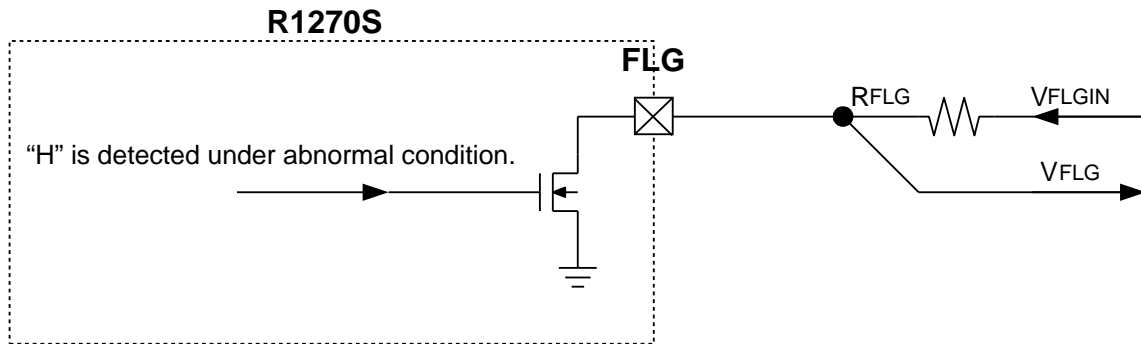 R1270S
FLG
RFLG
VFLGIN
“H” is detected under abnormal condition.
VFLG